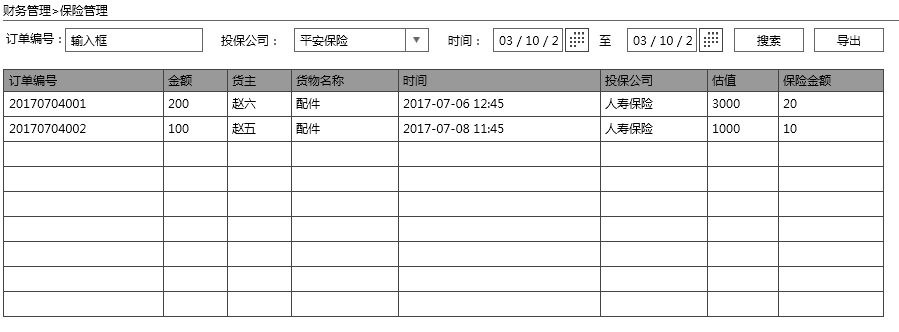 财务管理>保险管理
订单编号： 输入框 投保公司： 平安保险 时间： 03 / 10 / 2 至 03 / 10 / 2 搜索 导出
订单编号 金额 货主 货物名称 时间 投保公司 估值 保险金额
20170704001 200 赵六 配件 2017-07-06 12:45 人寿保险 3000 20
20170704002 100 赵五 配件 2017-07-08 11:45 人寿保险 1000 10